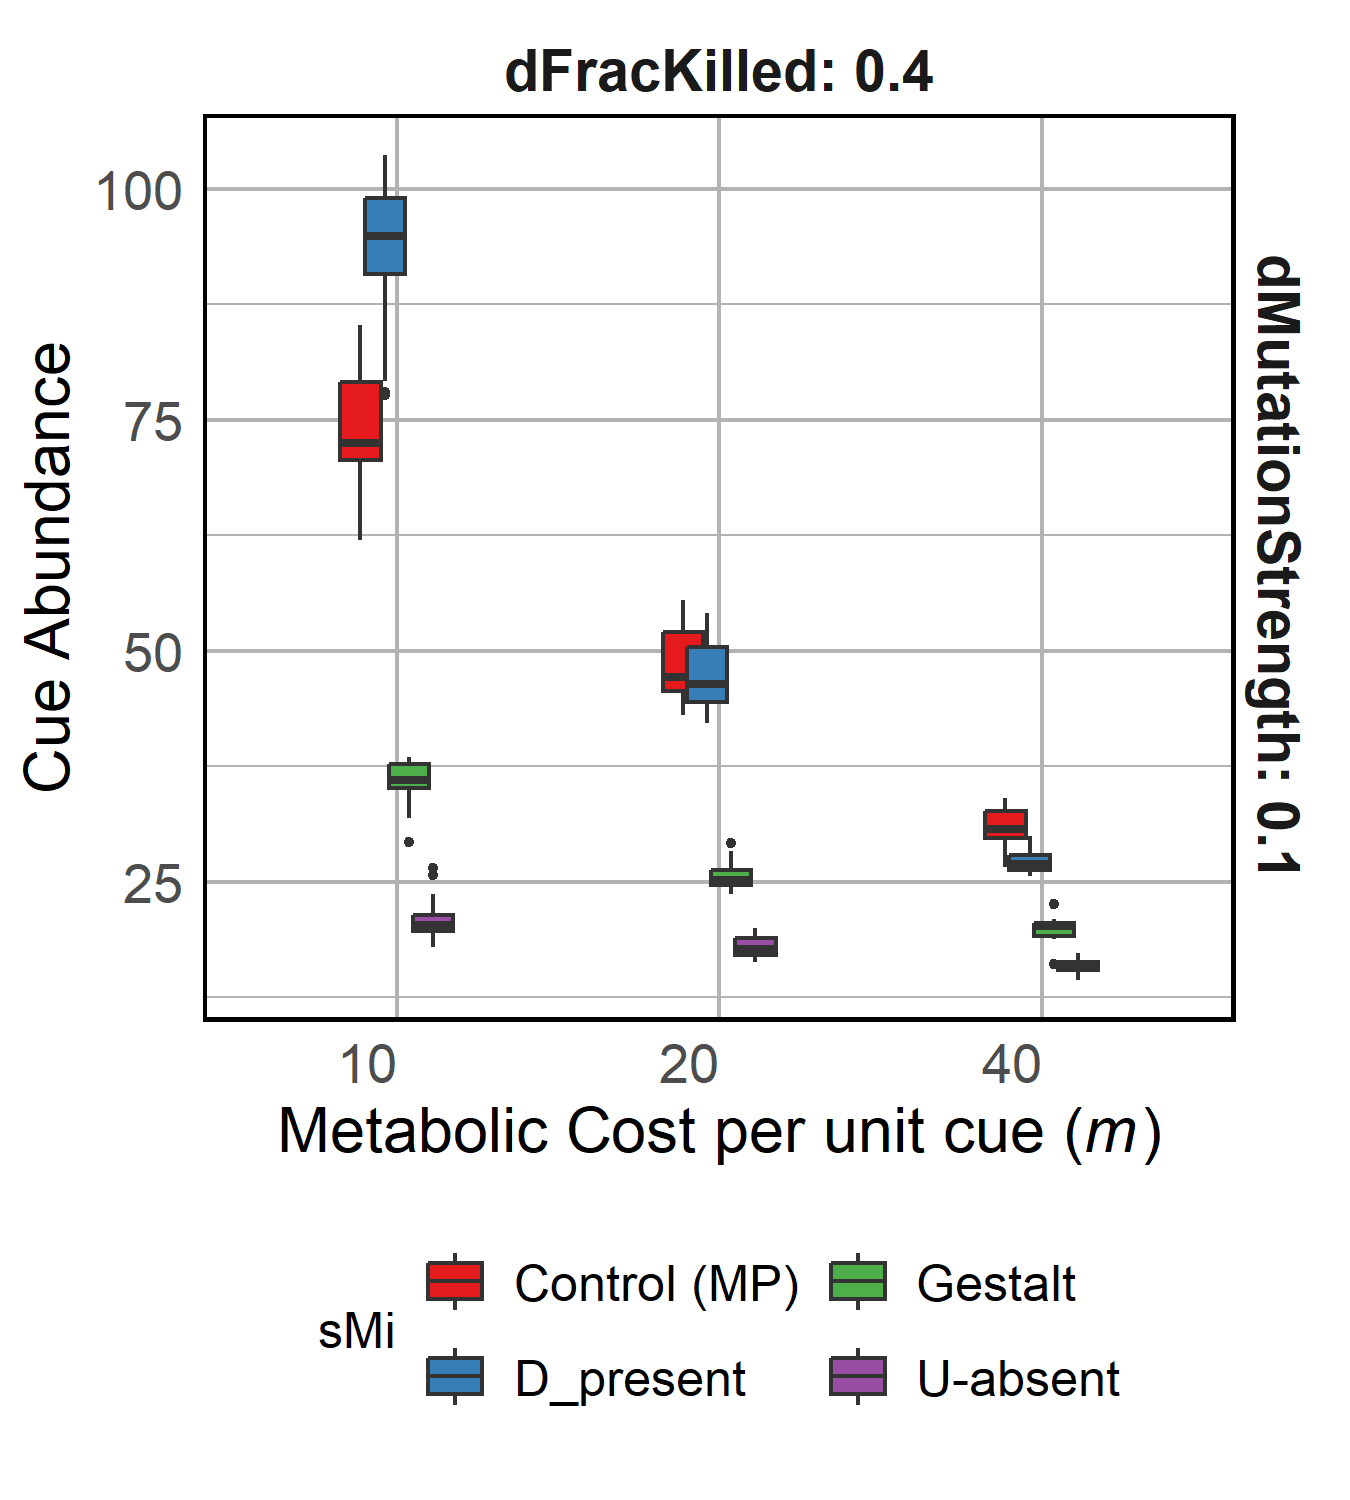 dFracKilled: 0.4
100
75
50
25
Cue Abundance
dMutationStrength: 0.1
10 20 40
Metabolic Cost per unit cue (m)
sMi
Control (MP) Gestalt
D_present U-absent